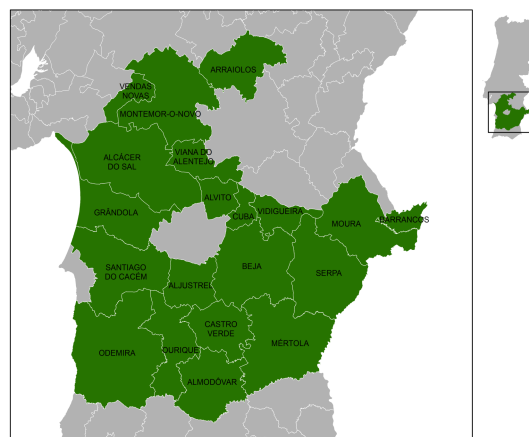 ARRAIOLOS
VENDAS
NOVAS
MONTEMOR-O-NOVO
VIANA DO
ALENTEJO
ALCÁCER
DO SAL
ALVITO
GRÂNDOLA
CUBA
VIDIGUEIRA
MOURA
BARRANCOS
SANTIAGO
DO CACÉM
BEJA
SERPA
ALJUSTREL
CASTRO
VERDE
MÉRTOLA
ODEMIRA
OURIQUE
ALMODÔVAR